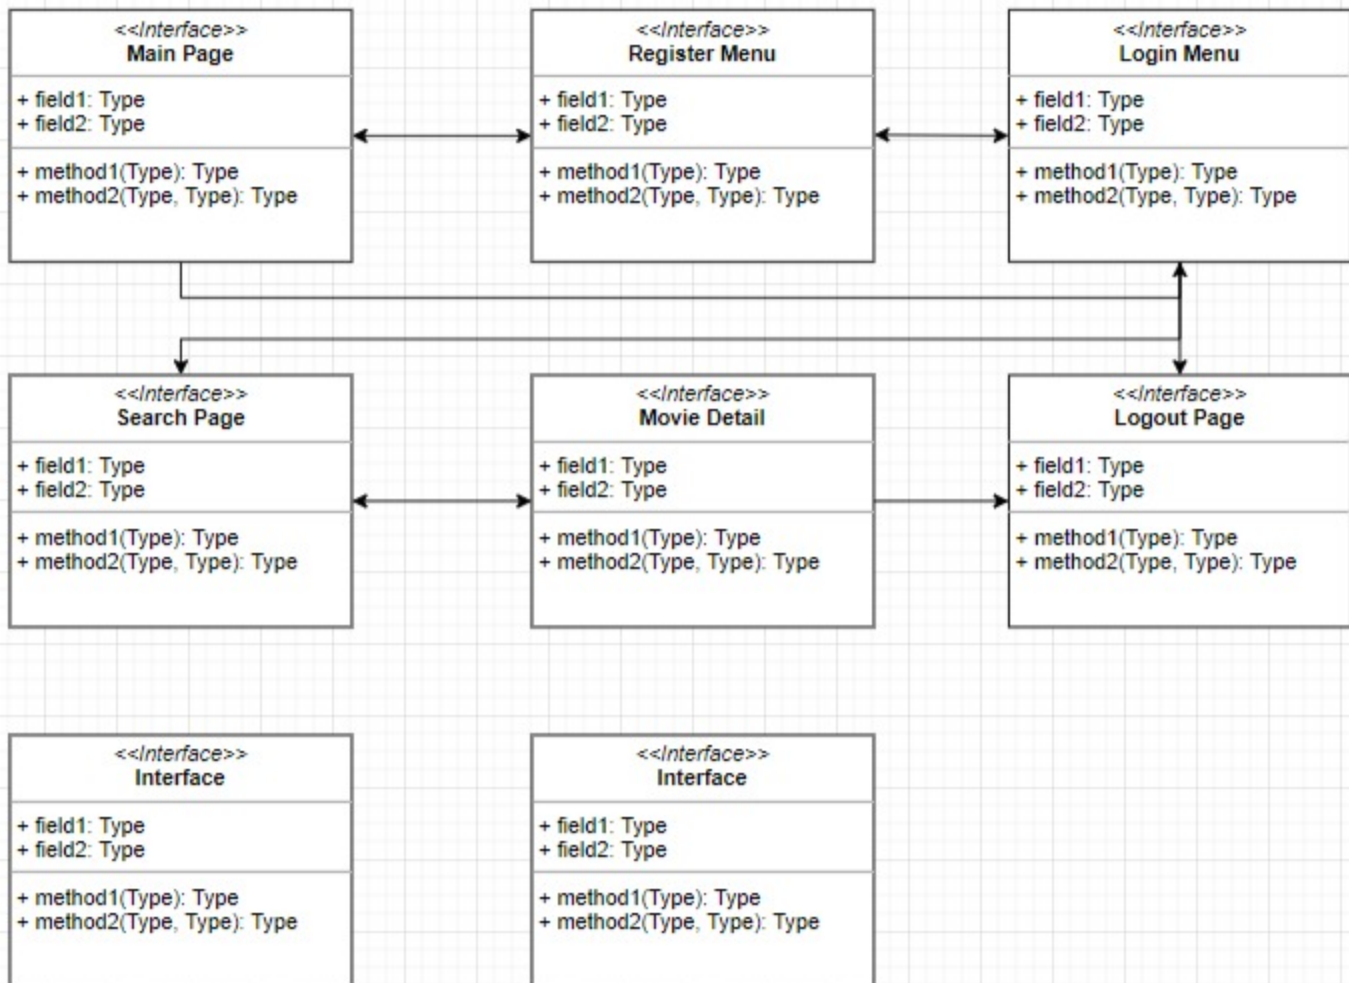 <<Interface>>
Main Page
+ field1: Type
+ field2: Type
+ method1(Type): Type
+ method2(Type, Type): Type
<<Interface>>
Register Menu
+ field1: Type
+ field2: Type
+ method1(Type): Type
+ method2(Type, Type): Type
<<Interface>>
Login Menu
+ field1: Type
+ field2: Type
+ method1(Type): Type
+ method2(Type, Type): Type
<<Interface>>
Search Page
+ field1: Type
+ field2: Type
+ method1(Type): Type
+ method2(Type, Type): Type
<<Interface>>
Movie Detail
+ field1: Type
+ field2: Type
+ method1(Type): Type
+ method2(Type, Type): Type
<<Interface>>
Logout Page
+ field1: Type
+ field2: Type
+ method1(Type): Type
+ method2(Type, Type): Type
<<Interface>>
Interface
+ field1: Type
+ field2: Type
+ method1(Type): Type
+ method2(Type, Type): Type
<<Interface>>
Interface
+ field1: Type
+ field2: Type
+ method1(Type): Type
+ method2(Type, Type): Type